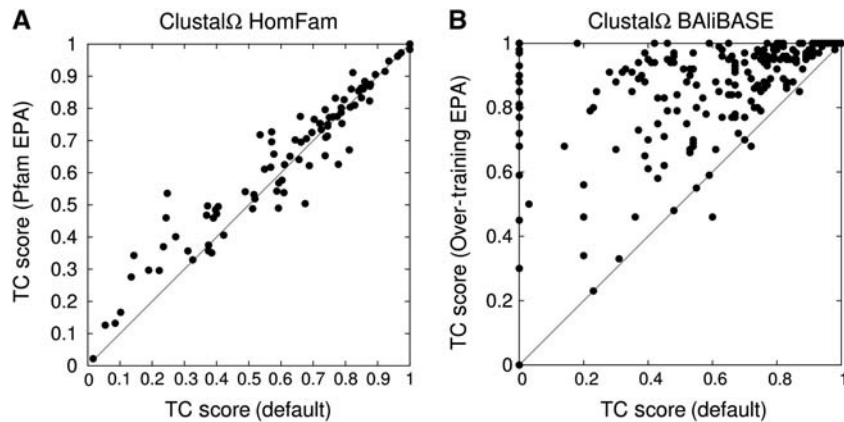 A ClustalΩ HomFam
TC score (Pfam EPA)
1
0.9
0.8
0.7
0.6
0.5
0.4
0.3
0.2
0.1
0
0 0.1 0.2 0.3 0.4 0.5 0.6 0.7 0.8 0.9 1
TC score (default)
B ClustalΩ BAliBASE
TC score (Over-training EPA)
1
0.8
0.6
0.4
0.2
0
0 0.2 0.4 0.6 0.8 1
TC score (default)